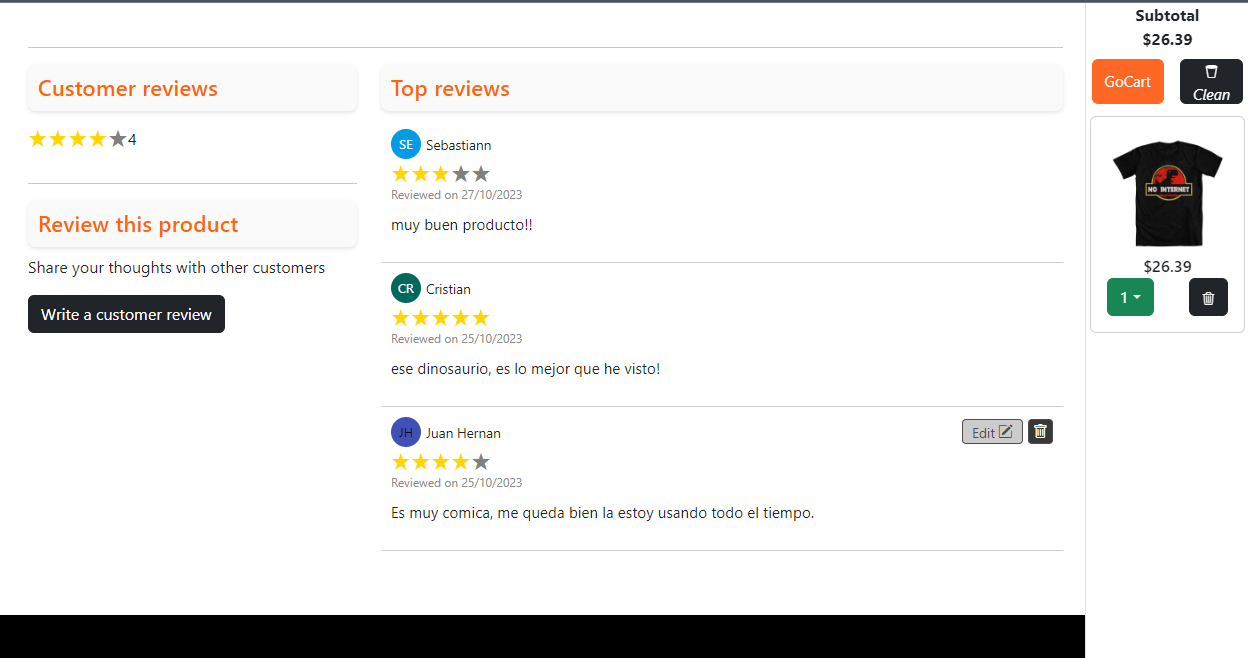 Customer reviews
4
Review this product
Share your thoughts with other customers
Write a customer review
Top reviews
SE Sebastiann
Reviewed on 27/10/2023
muy buen producto!!
CR Cristian
Reviewed on 25/10/2023
ese dinosaurio, es lo mejor que he visto!
JH Juan Hernan
Edit
Reviewed on 25/10/2023
Es muy comica, me queda bien la estoy usando todo el tiempo.
Subtotal
$26.39
GoCart
Clean
NO INTERNET
$26.39
1